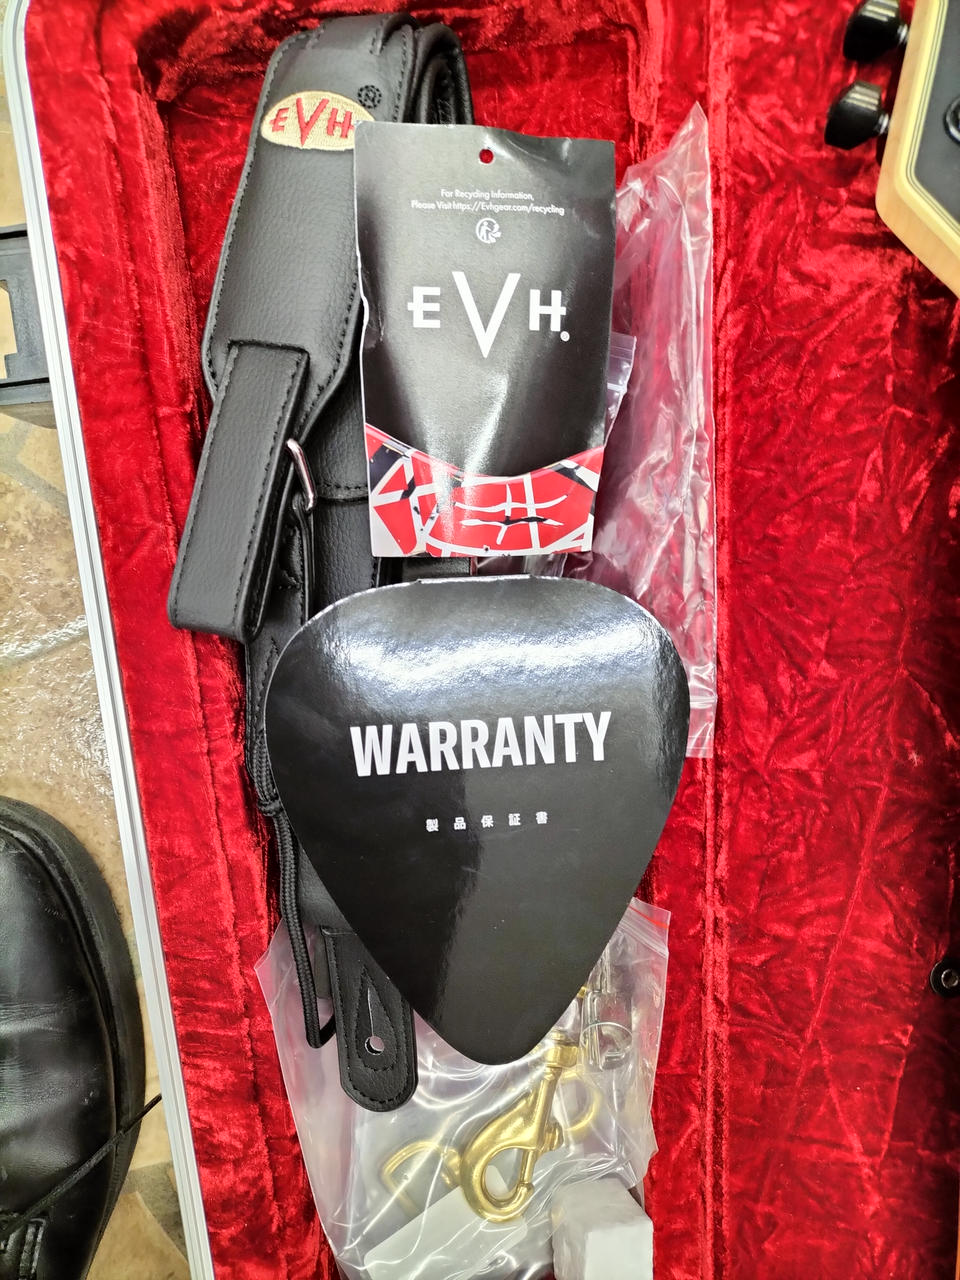 EVH
For Recycling Information,
Please Visit https://Evhgear.com/recycling
EVH®
WARRANTY
製品保証書